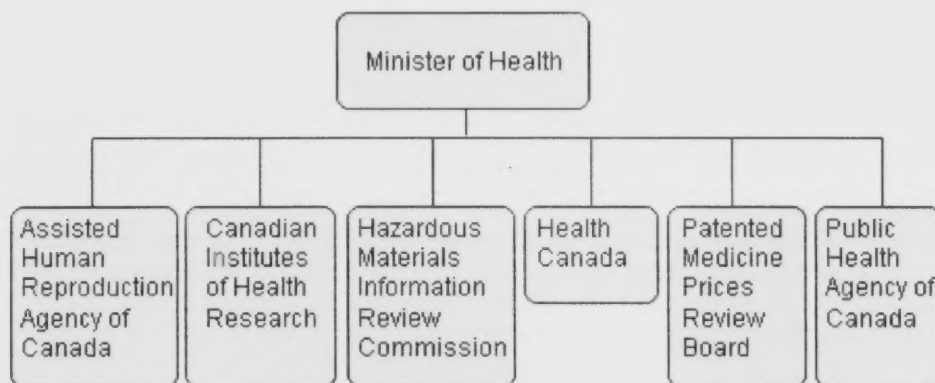 Minister of Health
Assisted
Human
Reproduction
Agency of
Canada
Canadian
Institutes
of Health
Research
Hazardous
Materials
Information
Review
Commission
Health
Canada
Patented
Medicine
Prices
Review
Board
Public
Health
Agency of
Canada